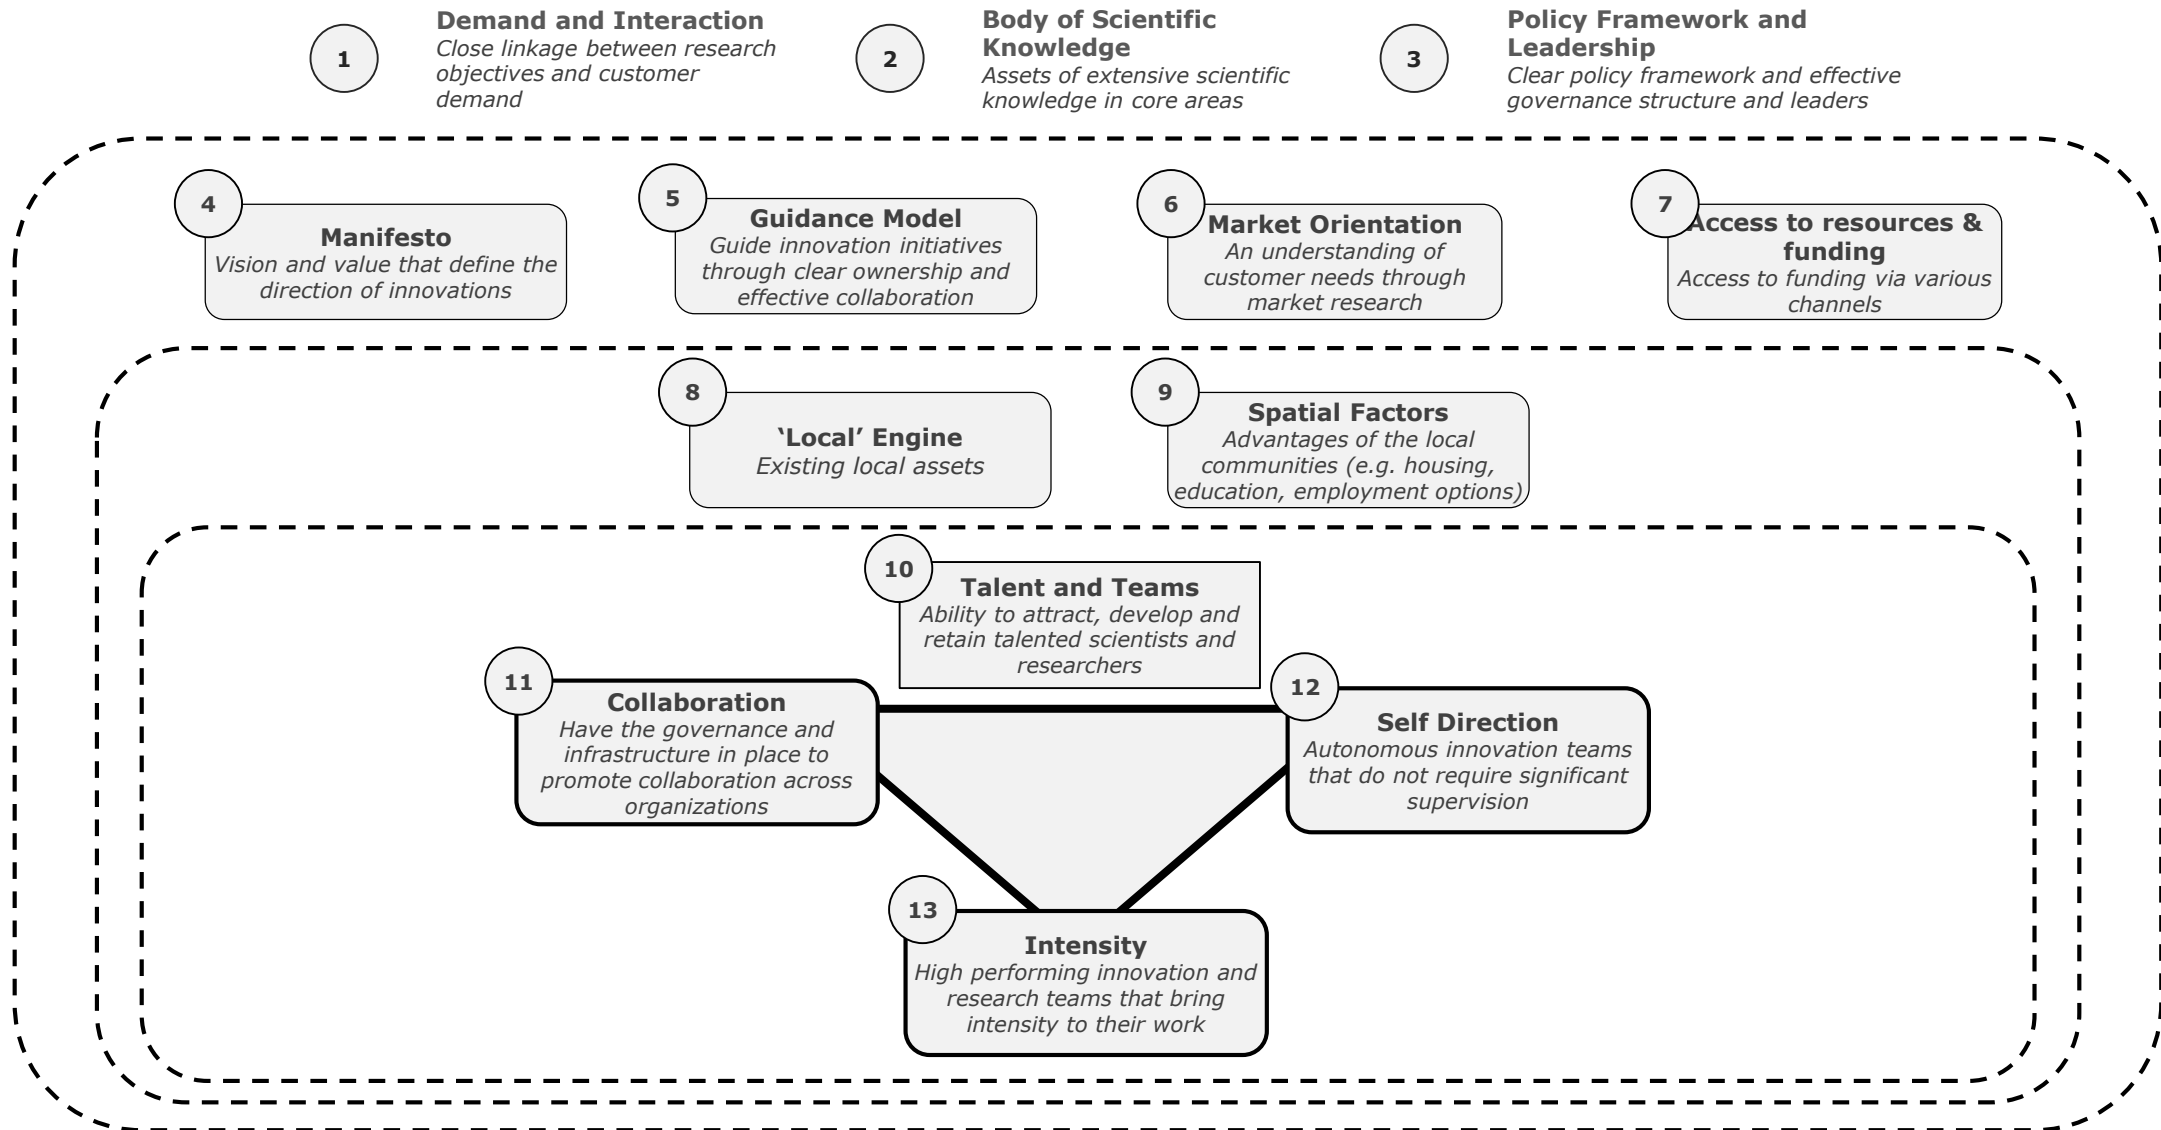 1
Demand and Interaction
Close linkage between research
objectives and customer
demand
2
Body of Scientific
Knowledge
Assets of extensive scientific
knowledge in core areas
3
Policy Framework and
Leadership
Clear policy framework and effective
governance structure and leaders
4
Manifesto
Vision and value that define the
direction of innovations
5
Guidance Model
Guide innovation initiatives
through clear ownership and
effective collaboration
6
Market Orientation
An understanding of
customer needs through
market research
7
Access to resources &
funding
Access to funding via various
channels
8
‘Local’ Engine
Existing local assets
9
Spatial Factors
Advantages of the local
communities (e.g. housing,
education, employment options)
10
Talent and Teams
Ability to attract, develop and
retain talented scientists and
researchers
11
Collaboration
Have the governance and
infrastructure in place to
promote collaboration across
organizations
12
Self Direction
Autonomous innovation teams
that do not require significant
supervision
13
Intensity
High performing innovation and
research teams that bring
intensity to their work